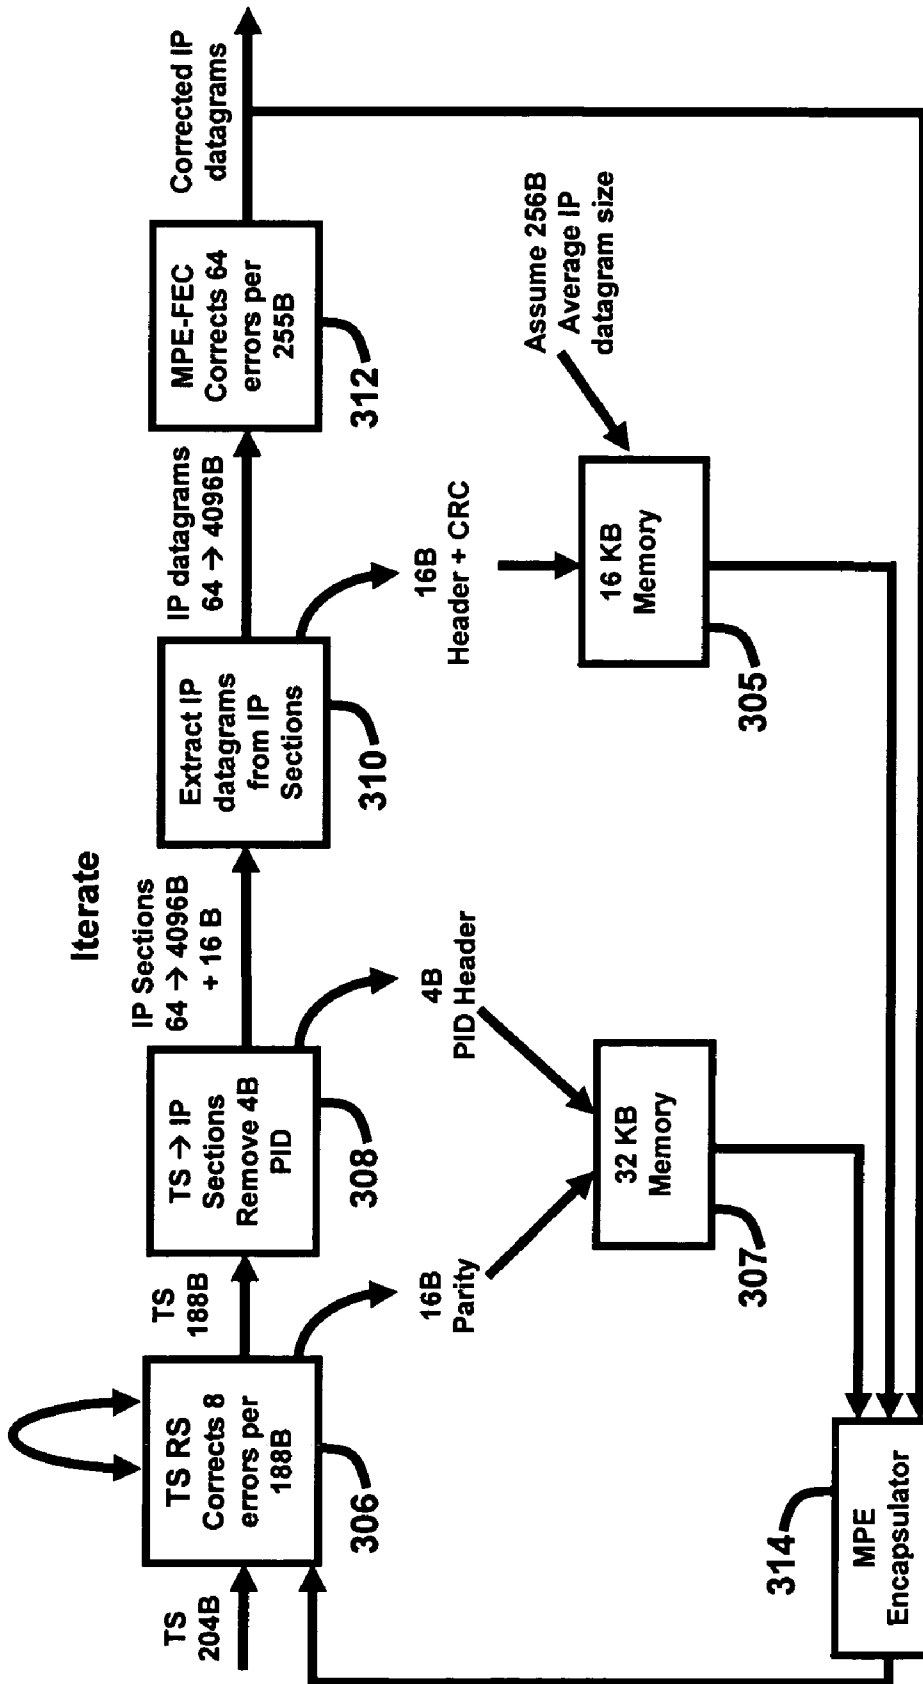 Iterate
TS
204B
TS RS
Corrects 8
errors per
188B
306
TS
188B
TS → IP
Sections
Remove 4B
PID
308
IP Sections
64 → 4096B
+ 16 B
Extract IP
datagrams
from IP
Sections
310
IP datagrams
64 → 4096B
MPE-FEC
Corrects 64
errors per
255B
312
Corrected IP
datagrams
16B
Parity
4B
PID Header
32 KB
Memory
307
16B
Header + CRC
16 KB
Memory
305
Assume 256B
Average IP
datagram size
314
MPE
Encapsulator